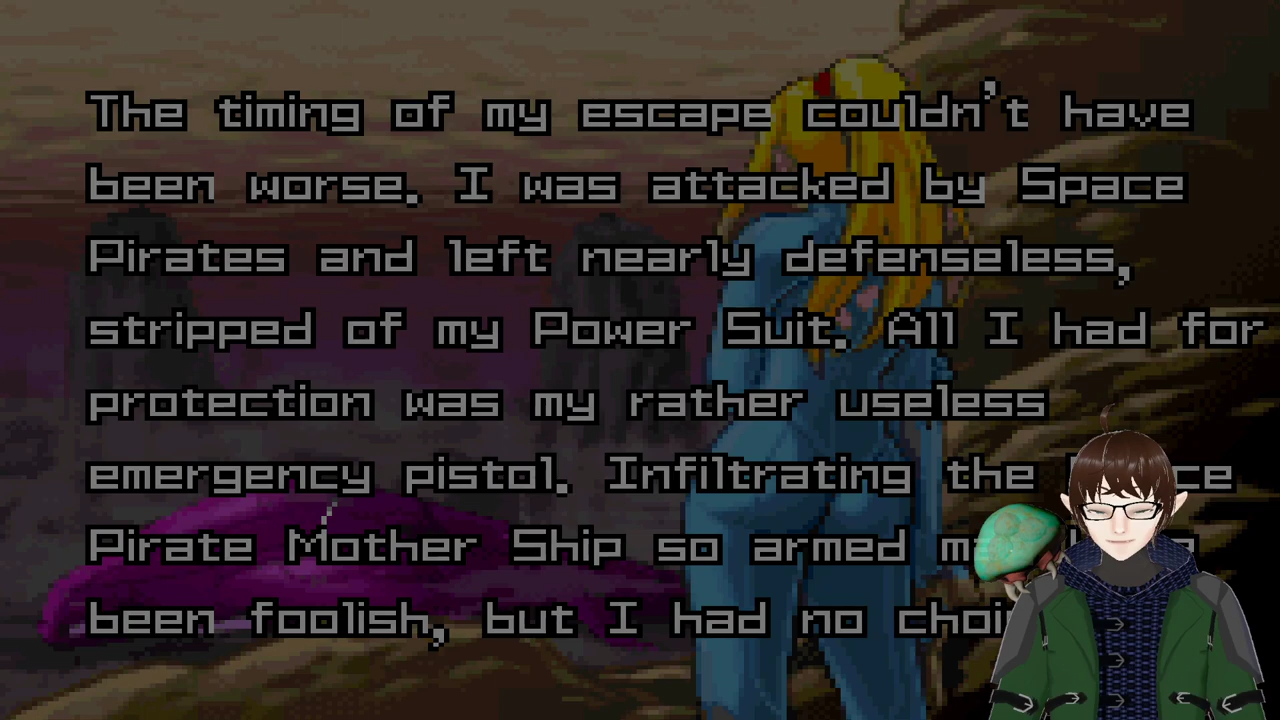 The timing of my escape couldn't have
been worse. I was attacked by Space
Pirates and left nearly defenseless,
stripped of my Power Suit. All I had for
protection was my rather useless
emergency pistol. Infiltrating the
Pirate Mother Ship so armed
been foolish, but I had no